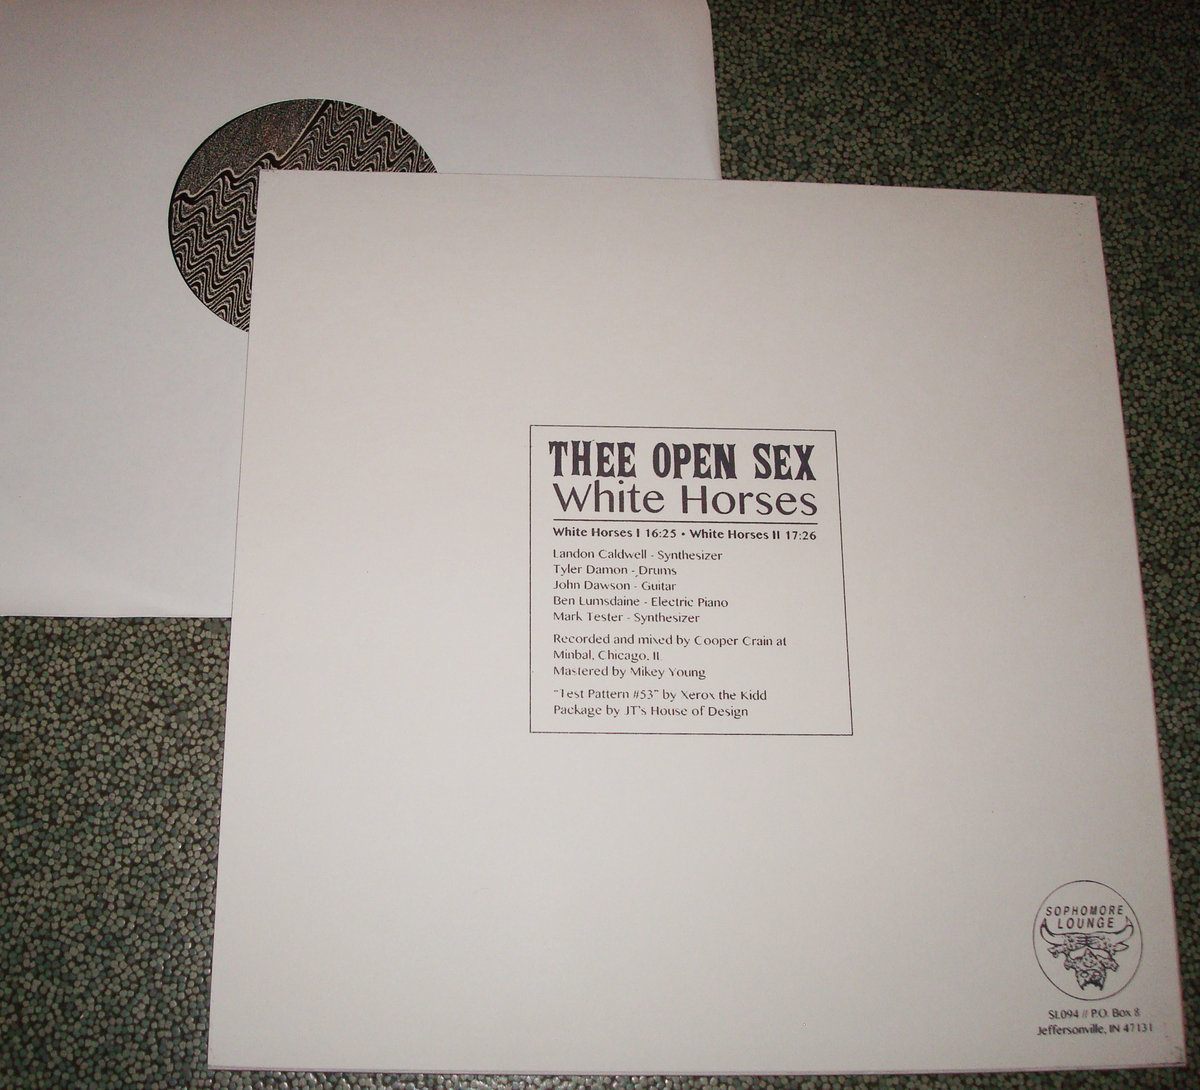 THEE OPEN SEX
White Horses
White Horses I 16:25 • White Horses II 17:26
Landon Caldwell - Synthesizer
Tyler Damon - Drums
John Dawson - Guitar
Ben Lumsdaine - Electric Piano
Mark Tester - Synthesizer
Recorded and mixed by Cooper Crain at
Minbal, Chicago, IL
Mastered by Mikey Young
"Test Pattern #53" by Xerox the Kidd
Package by JT's House of Design
SOPHOMORE
LOUNGE
SL094 // P.O. Box 8
Jeffersonville, IN 47131